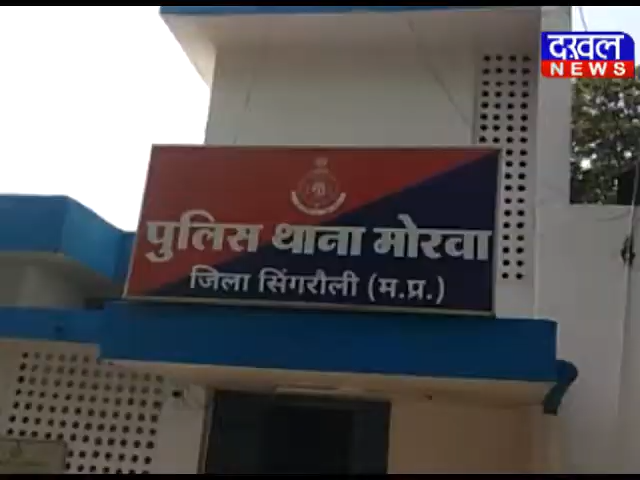 दखल
NEWS
पुलिस थाना मोरवा
जिला सिंगरौली (म.प्र.)